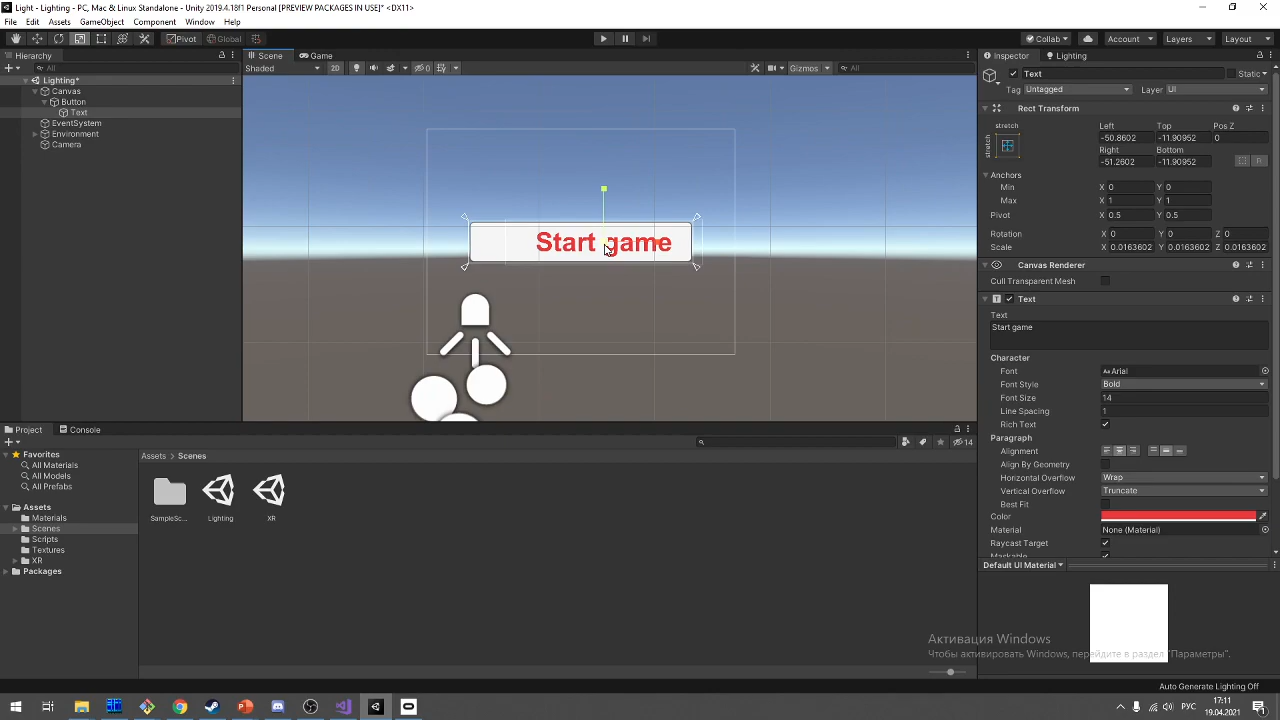 Light - Lighting - PC, Mac & Linux Standalone - Unity 2019.4.18f1 Personal [PREVIEW PACKAGES IN USE]* <DX11>
File Edit Assets GameObject Component Window Help
Pivot Global Collab Account Layers Layout
Hierarchy Scene Game Inspector Lighting
All Shaded 2D 0 Gizmos All
Lighting*
Canvas
Button
Text
EventSystem
Environment
Camera
Start game
Text Static
Tag Untagged Layer UI
Rect Transform
stretch Left Top Pos Z
stretch -50.8602 -11.90952 0
Right Bottom
-51.2602 -11.90952 R
Anchors
Min X 0 Y 0
Max X 1 Y 1
Pivot X 0.5 Y 0.5
Rotation X 0 Y 0 Z 0
Scale X 0.0163602 Y 0.0163602 Z 0.0163602
Canvas Renderer
Cull Transparent Mesh
Text
Text
Start game
Character
Font Arial
Font Style Bold
Font Size 14
Line Spacing 1
Rich Text
Paragraph
Alignment
Align By Geometry
Horizontal Overflow Wrap
Vertical Overflow Truncate
Best Fit
Color
Material None (Material)
Raycast Target
Maskable
Default UI Material
Project Console
14
Favorites
All Materials
All Models
All Prefabs
Assets
Materials
Scenes
Scripts
Textures
XR
Packages
Assets Scenes
SampleSc... Lighting XR
Активация Windows
Чтобы активировать Windows, перейдите в раздел "Параметры".
Auto Generate Lighting Off
РУС 17:11
19.04.2021